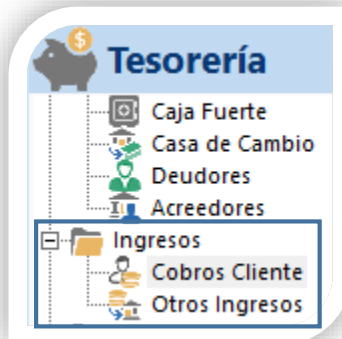 Tesorería
Caja Fuerte
Casa de Cambio
Deudores
Acreedores
Ingresos
Cobros Cliente
Otros Ingresos